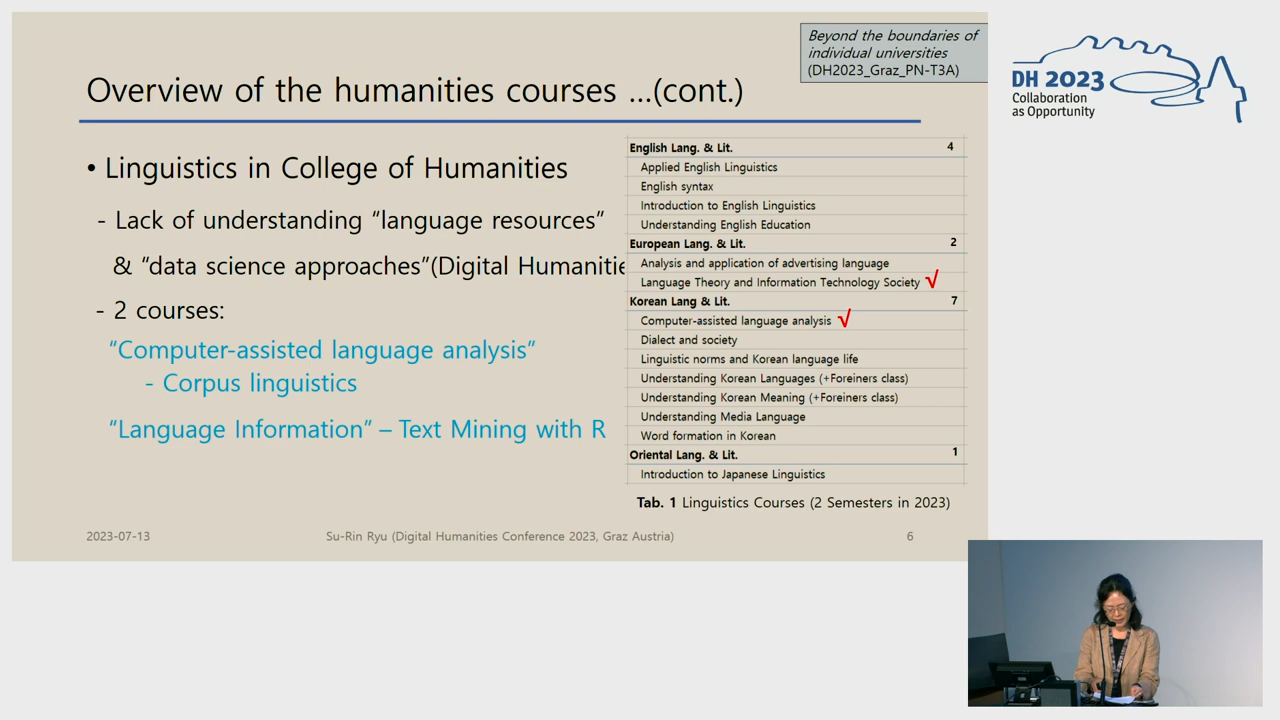 Beyond the boundaries of
individual universities
(DH2023_Graz_PN-T3A)
DH 2023
Collaboration
as Opportunity
Overview of the humanities courses ...(cont.)
• Linguistics in College of Humanities
- Lack of understanding “language resources”
& “data science approaches”(Digital Humanitie
- 2 courses:
“Computer-assisted language analysis”
- Corpus linguistics
“Language Information” – Text Mining with R
English Lang. & Lit. 4
Applied English Linguistics
English syntax
Introduction to English Linguistics
Understanding English Education
European Lang. & Lit. 2
Analysis and application of advertising language
Language Theory and Information Technology Society √
Korean Lang & Lit. 7
Computer-assisted language analysis √
Dialect and society
Linguistic norms and Korean language life
Understanding Korean Languages (+Foreiners class)
Understanding Korean Meaning (+Foreiners class)
Understanding Media Language
Word formation in Korean
Oriental Lang. & Lit. 1
Introduction to Japanese Linguistics
Tab. 1 Linguistics Courses (2 Semesters in 2023)
2023-07-13
Su-Rin Ryu (Digital Humanities Conference 2023, Graz Austria)
6